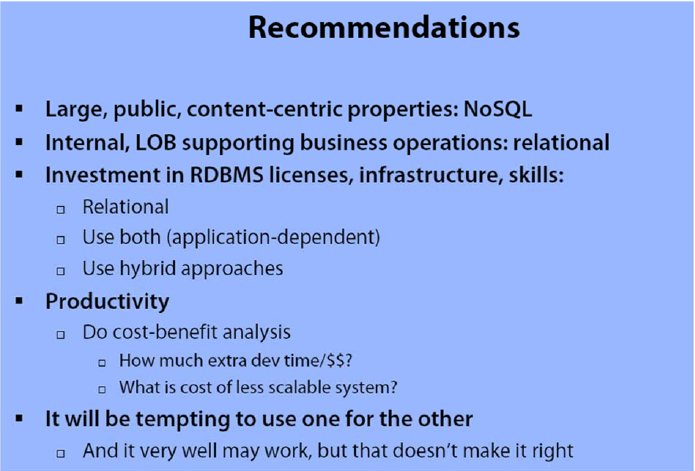 Recommendations
▪ Large, public, content-centric properties: NoSQL
▪ Internal, LOB supporting business operations: relational
▪ Investment in RDBMS licenses, infrastructure, skills:
□ Relational
□ Use both (application-dependent)
□ Use hybrid approaches
▪ Productivity
□ Do cost-benefit analysis
□ How much extra dev time/$$?
□ What is cost of less scalable system?
▪ It will be tempting to use one for the other
□ And it very well may work, but that doesn't make it right